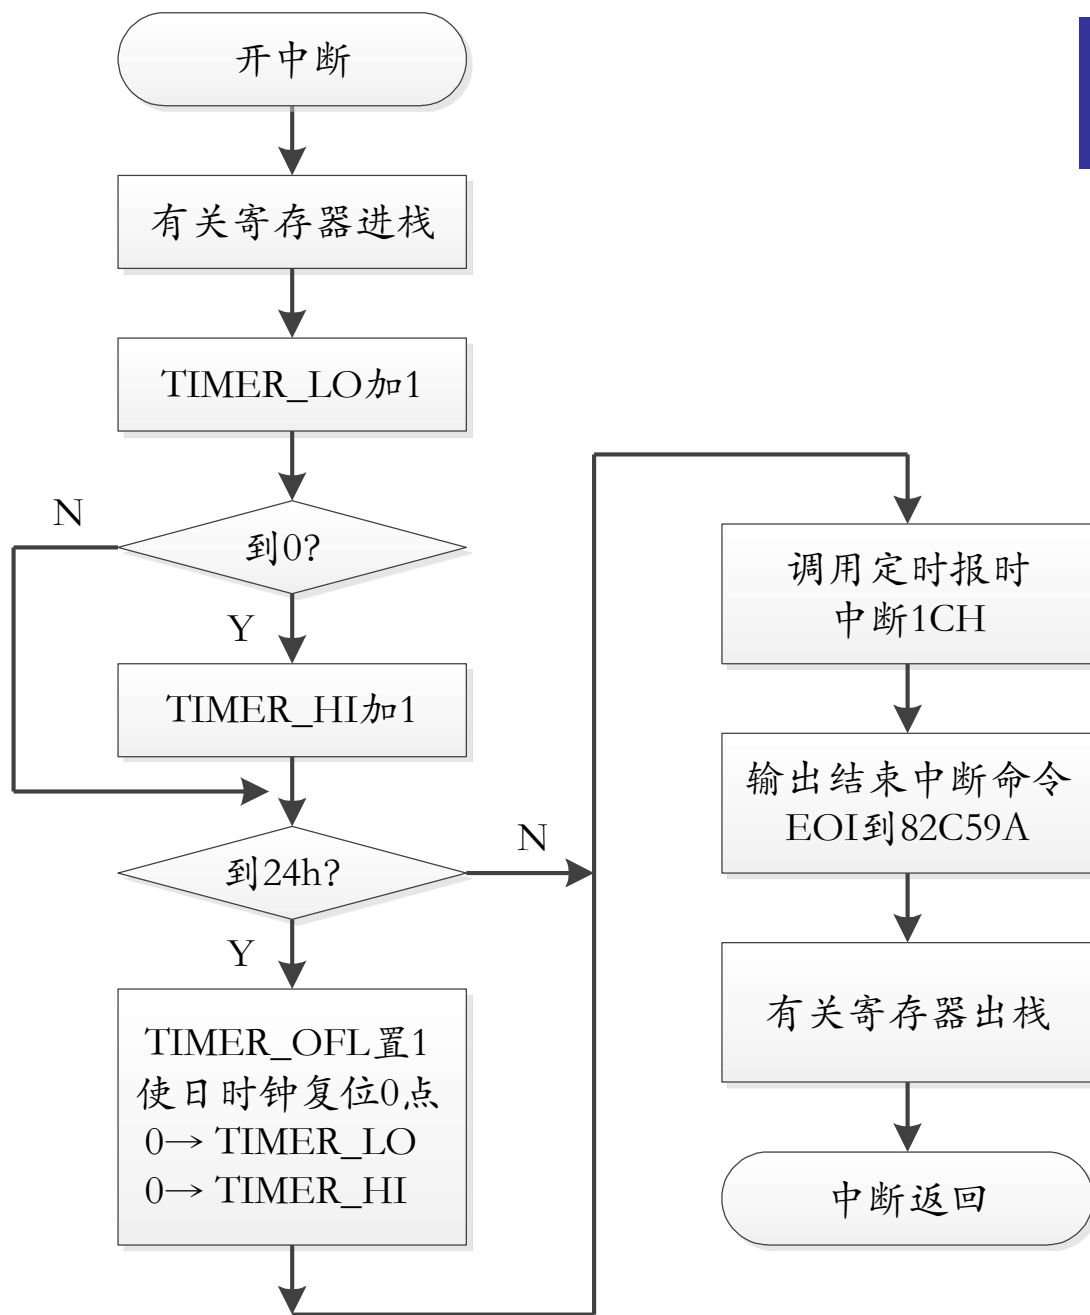 开中断
有关寄存器进栈
TIMER_LO加1
到0?
N
Y
TIMER_HI加1
到24h?
N
Y
TIMER_OFL置1
使日时钟复位0点
0→ TIMER_LO
0→ TIMER_HI
调用定时报时
中断1CH
输出结束中断命令
EOI到82C59A
有关寄存器出栈
中断返回